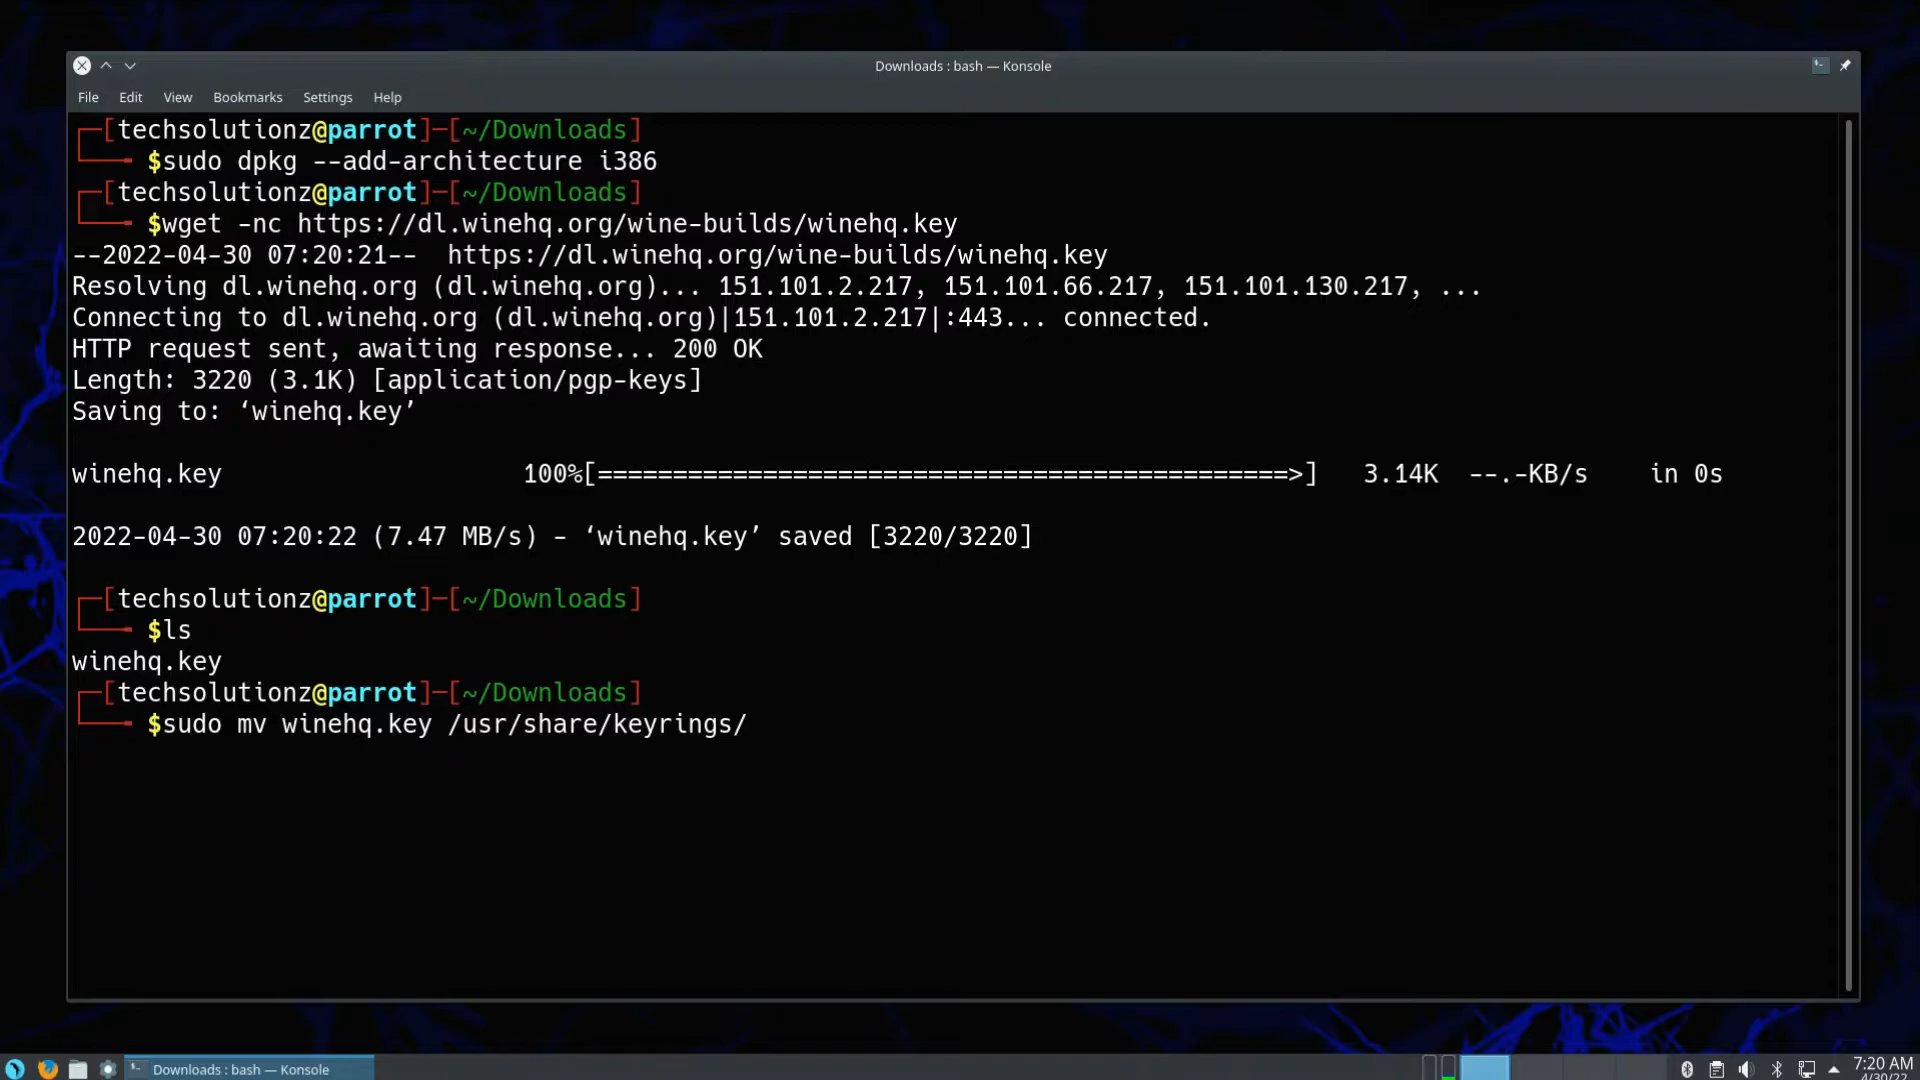 Downloads : bash — Konsole
File Edit View Bookmarks Settings Help
┌─[techsolutionz@parrot]─[~/Downloads]
└──╼ $sudo dpkg --add-architecture i386
┌─[techsolutionz@parrot]─[~/Downloads]
└──╼ $wget -nc https://dl.winehq.org/wine-builds/winehq.key
--2022-04-30 07:20:21--  https://dl.winehq.org/wine-builds/winehq.key
Resolving dl.winehq.org (dl.winehq.org)... 151.101.2.217, 151.101.66.217, 151.101.130.217, ...
Connecting to dl.winehq.org (dl.winehq.org)|151.101.2.217|:443... connected.
HTTP request sent, awaiting response... 200 OK
Length: 3220 (3.1K) [application/pgp-keys]
Saving to: ‘winehq.key’
winehq.key 100%[==============================================>] 3.14K --.-KB/s in 0s
2022-04-30 07:20:22 (7.47 MB/s) - ‘winehq.key’ saved [3220/3220]
┌─[techsolutionz@parrot]─[~/Downloads]
└──╼ $ls
winehq.key
┌─[techsolutionz@parrot]─[~/Downloads]
└──╼ $sudo mv winehq.key /usr/share/keyrings/
Downloads : bash — Konsole
7:20 AM
4/30/22